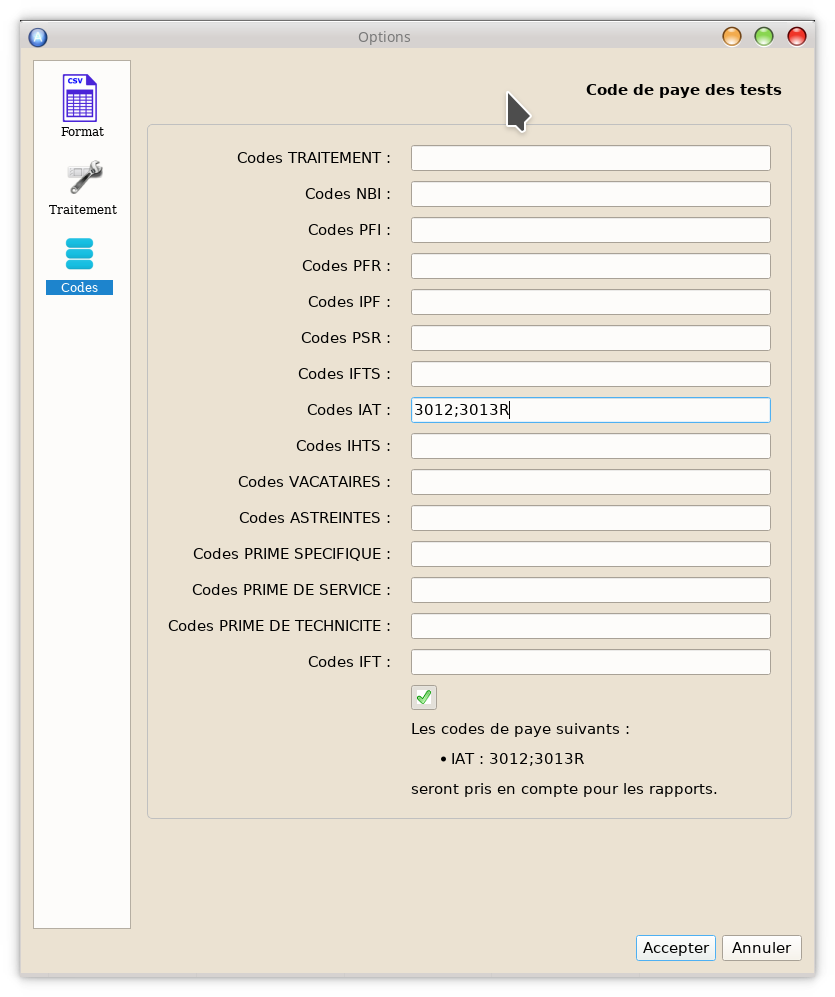 Options
CSV
Format
Traitement
Codes
Code de paye des tests
Codes TRAITEMENT :
Codes NBI :
Codes PFI :
Codes PFR :
Codes IPF :
Codes PSR :
Codes IFTS :
Codes IAT : 3012;3013R
Codes IHTS :
Codes VACATAIRES :
Codes ASTREINTES :
Codes PRIME SPECIFIQUE :
Codes PRIME DE SERVICE :
Codes PRIME DE TECHNICITE :
Codes IFT :
Les codes de paye suivants :
• IAT : 3012;3013R
seront pris en compte pour les rapports.
Accepter Annuler